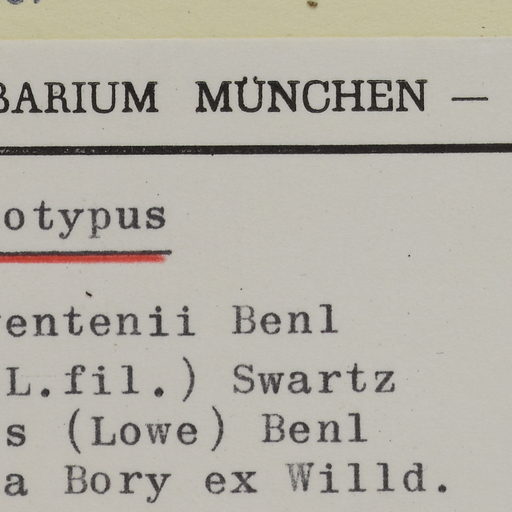 BARIUM MÜNCHEN —
otypus
entenii Benl
L.fil.) Swartz
s (Lowe) Benl
a Bory ex Willd.